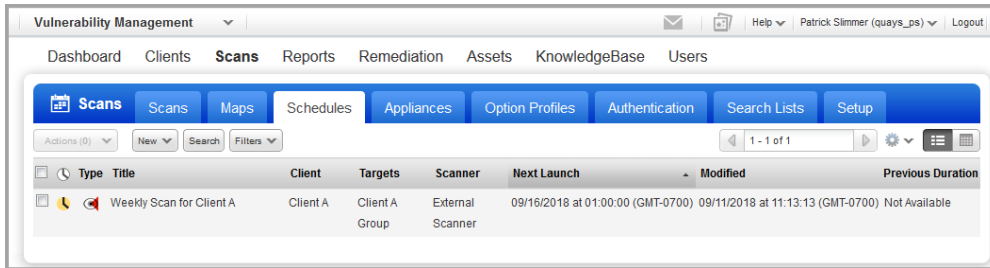 Vulnerability Management
Help Patrick Slimmer (quays_ps) Logout
Dashboard Clients Scans Reports Remediation Assets KnowledgeBase Users
Scans Scans Maps Schedules Appliances Option Profiles Authentication Search Lists Setup
Actions (0) New Search Filters 1 - 1 of 1
Type Title Client Targets Scanner Next Launch Modified Previous Duration
Weekly Scan for Client A Client A Client A External 09/16/2018 at 01:00:00 (GMT-0700) 09/11/2018 at 11:13:13 (GMT-0700) Not Available
Group Scanner